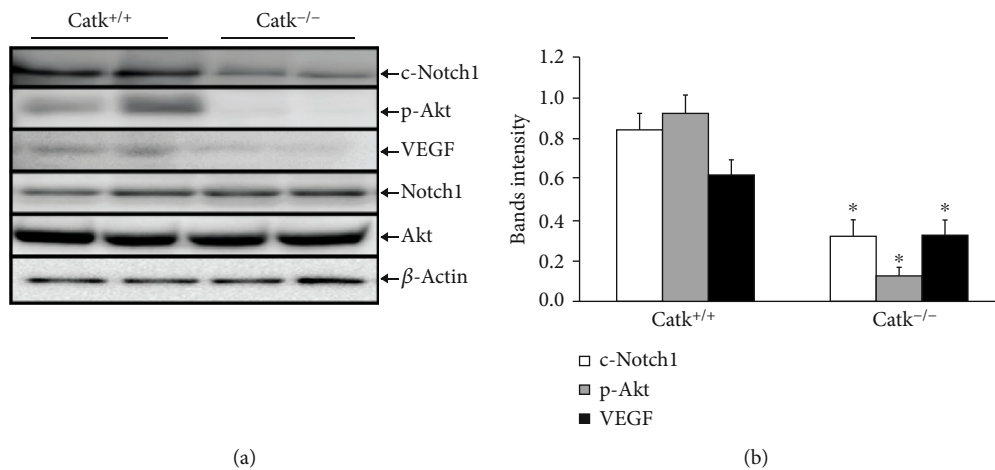 Catk⁺/⁺ Catk⁻/⁻
c-Notch1
p-Akt
VEGF
Notch1
Akt
β-Actin
(a)
Bands intensity
1.2
1.0
0.8
0.6
0.4
0.2
0.0
* * *
Catk⁺/⁺ Catk⁻/⁻
c-Notch1
p-Akt
VEGF
(b)